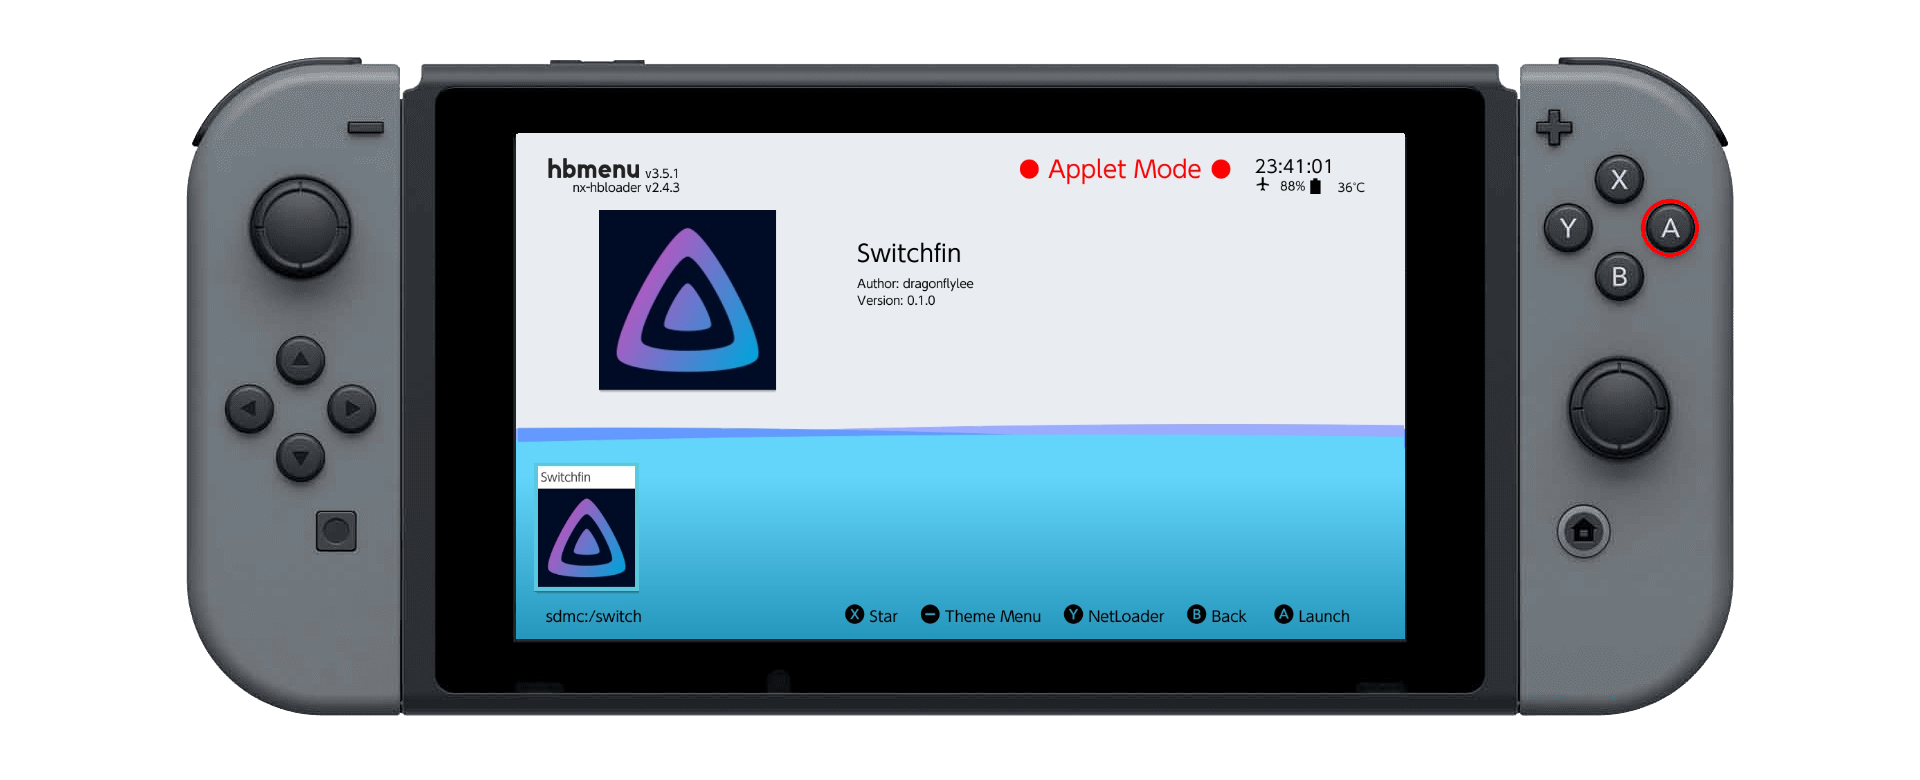 hbmenu v3.5.1
nx-hbloader v2.4.3
Applet Mode
23:41:01
88% 36°C
Switchfin
Author: dragonflylee
Version: 0.1.0
Switchfin
sdmc:/switch
X Star
Theme Menu
Y NetLoader
B Back
A Launch
X
Y
A
B